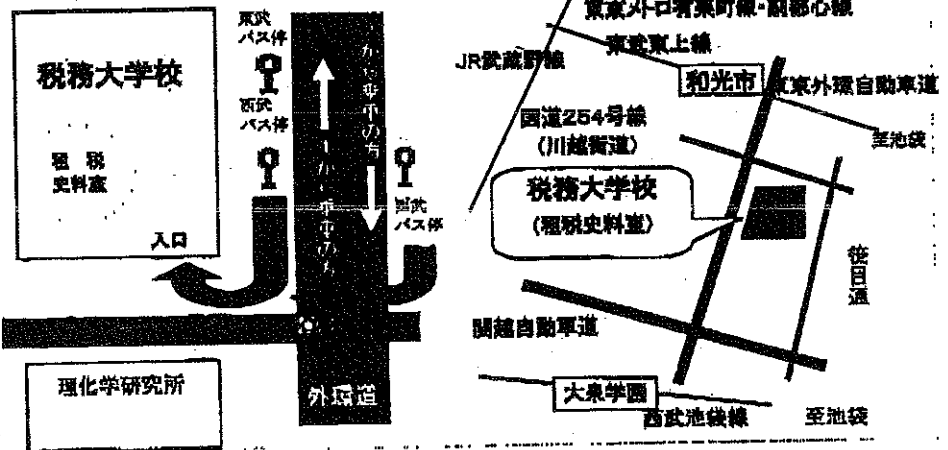 税務大学校
租税
史料室
入口
東武
バス停
西武
バス停
西武
バス停
外環道
理化学研究所
東京メトロ有楽町線・副都心線
東武東上線
JR武蔵野線
和光市
東京外環自動車道
国道254号線
(川越街道)
至池袋
税務大学校
(租税史料室)
笹目通
関越自動車道
大泉学園
西武池袋線
至池袋